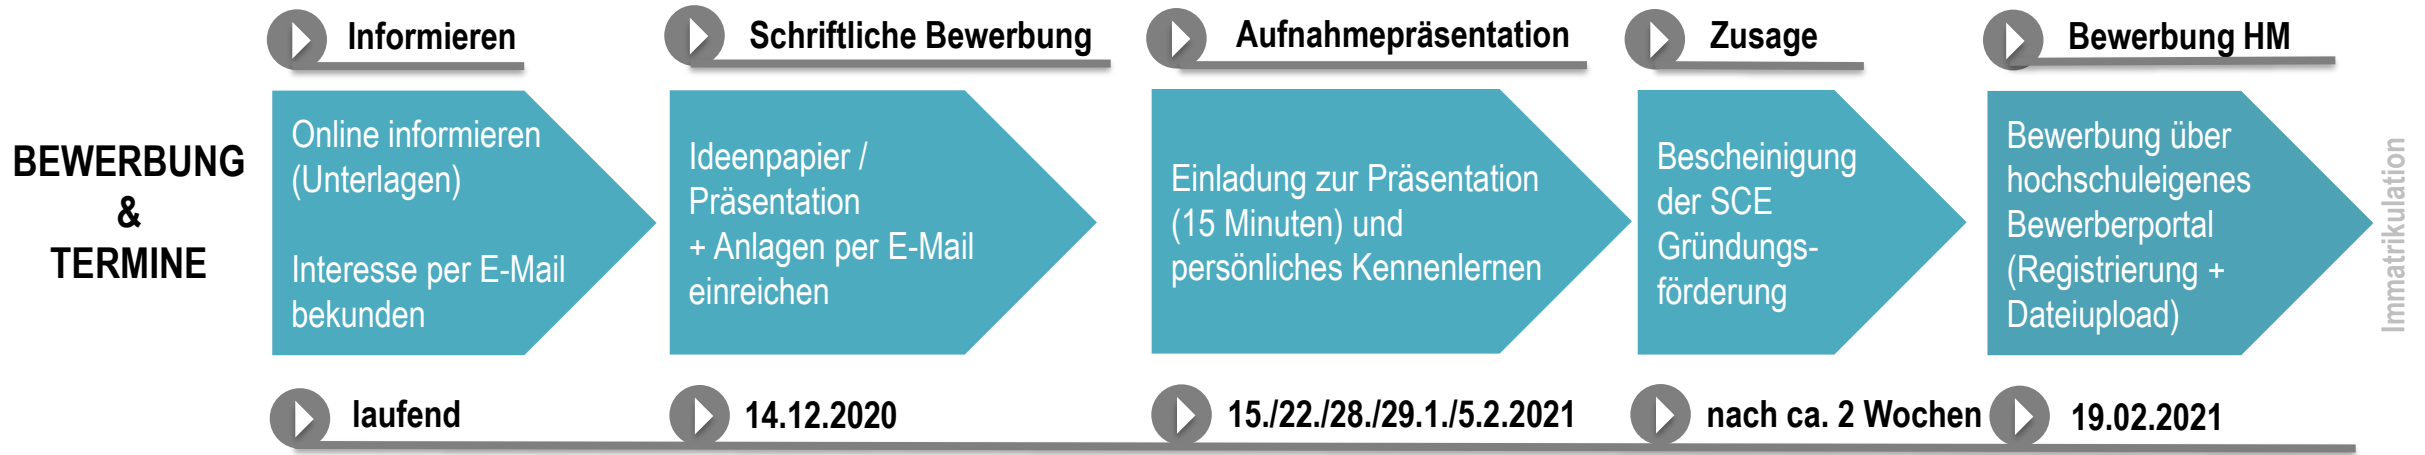 BEWERBUNG
&
TERMINE
Informieren
Schriftliche Bewerbung
Aufnahmepräsentation
Zusage
Bewerbung HM
Online informieren
(Unterlagen)
Interesse per E-Mail
bekunden
Ideenpapier /
Präsentation
+ Anlagen per E-Mail
einreichen
Einladung zur Präsentation
(15 Minuten) und
persönliches Kennenlernen
Bescheinigung
der SCE
Gründungs-
förderung
Bewerbung über
hochschuleigenes
Bewerberportal
(Registrierung +
Dateiupload)
Immatrikulation
laufend
14.12.2020
15./22./28./29.1./5.2.2021
nach ca. 2 Wochen
19.02.2021